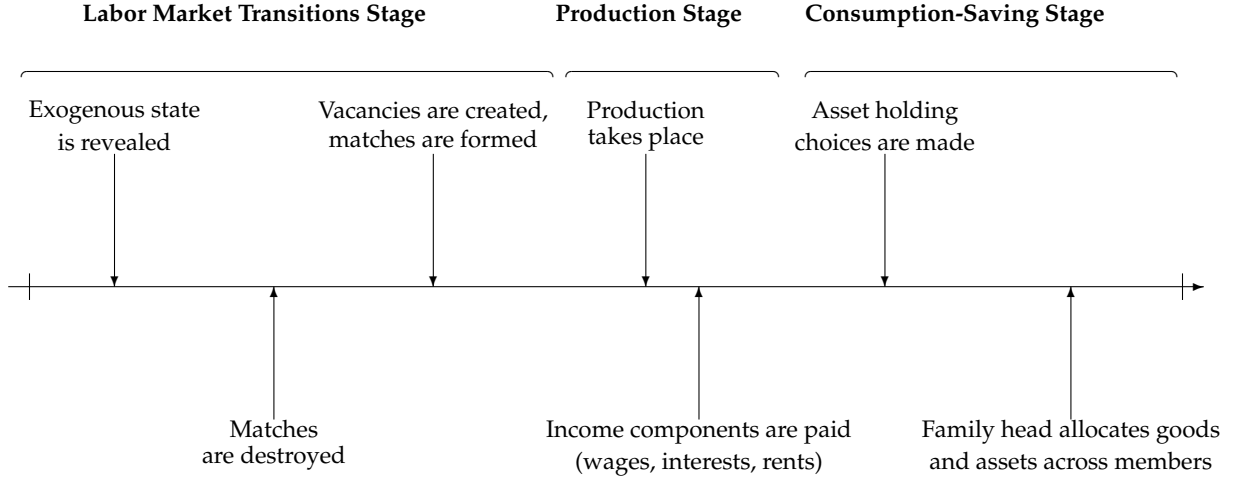 Labor Market Transitions Stage
Production Stage
Consumption-Saving Stage
Exogenous state
is revealed
Vacancies are created,
matches are formed
Production
takes place
Asset holding
choices are made
Matches
are destroyed
Income components are paid
(wages, interests, rents)
Family head allocates goods
and assets across members